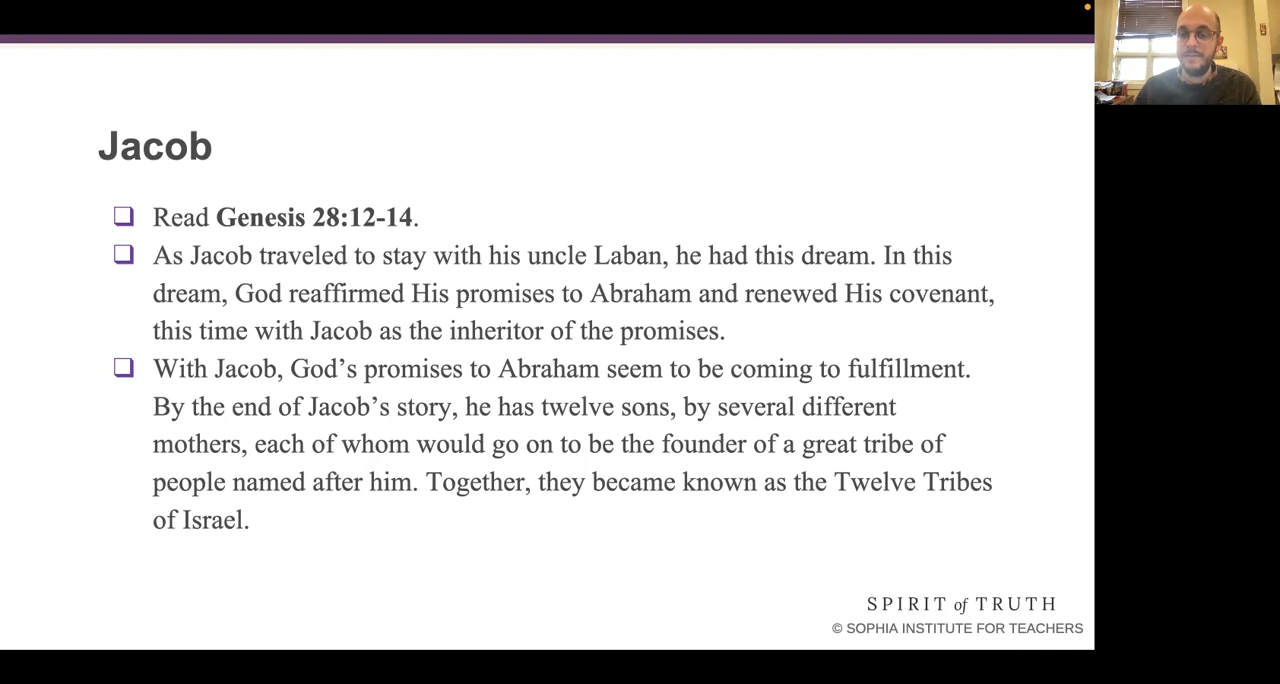 Jacob
Read Genesis 28:12-14.
As Jacob traveled to stay with his uncle Laban, he had this dream. In this
dream, God reaffirmed His promises to Abraham and renewed His covenant,
this time with Jacob as the inheritor of the promises.
With Jacob, God’s promises to Abraham seem to be coming to fulfillment.
By the end of Jacob’s story, he has twelve sons, by several different
mothers, each of whom would go on to be the founder of a great tribe of
people named after him. Together, they became known as the Twelve Tribes
of Israel.
SPIRIT of TRUTH
© SOPHIA INSTITUTE FOR TEACHERS